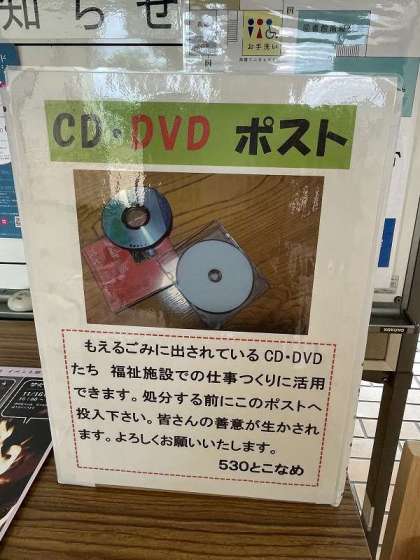 知らせ
お手洗い
CD・DVD ポスト
もえるごみに出されているCD・DVD
たち 福祉施設での仕事つくりに活用
できます。処分する前にこのポストへ
投入下さい。皆さんの善意が生かされ
ます。よろしくお願いいたします。
530とこなめ
KOKUYO